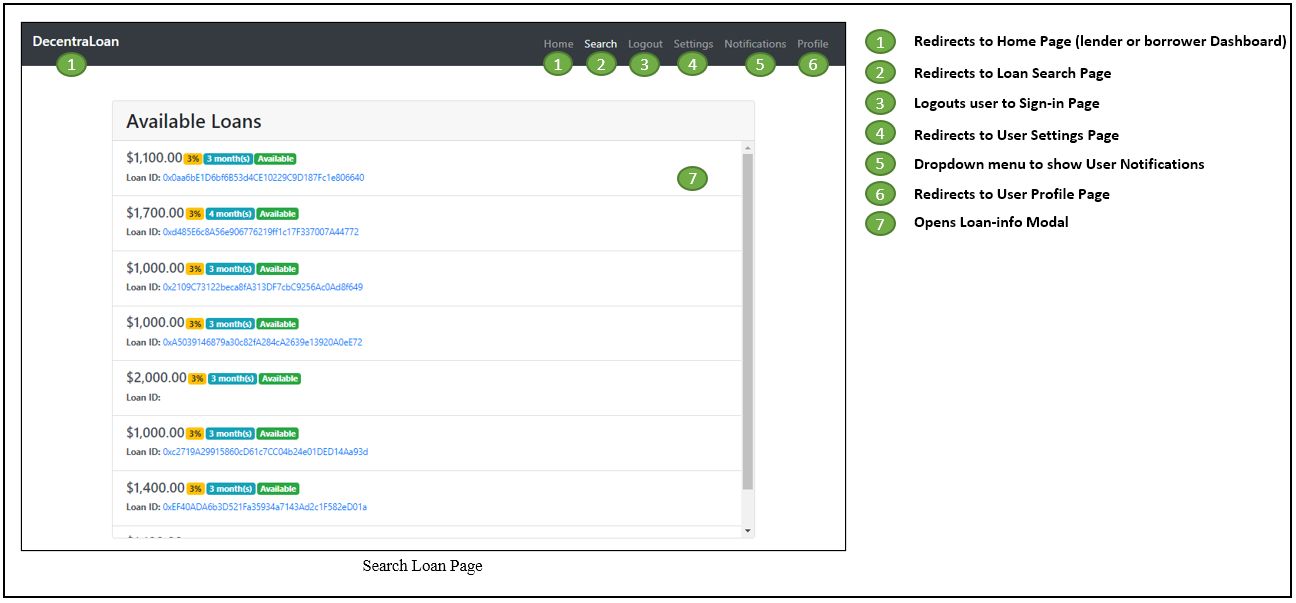 DecentraLoan
Home Search Logout Settings Notifications Profile
1 1 2 3 4 5 6
Available Loans
$1,100.00 3% 3 month(s) Available
Loan ID: 0x0aa6bE1D6bf6B53d4CE10229C9D187Fc1e806640
7
$1,700.00 3% 4 month(s) Available
Loan ID: 0xd485E6c8A56e906776219ff1c17F337007A44772
$1,000.00 3% 3 month(s) Available
Loan ID: 0x2109C73122beca8fA313DF7cbC9256Ac0Ad8f649
$1,000.00 3% 3 month(s) Available
Loan ID: 0xA5039146879a30c82fA284cA2639e13920A0eE72
$2,000.00 3% 3 month(s) Available
Loan ID:
$1,000.00 3% 3 month(s) Available
Loan ID: 0xc2719A29915860cD61c7CC04b24e01DED14Aa93d
$1,400.00 3% 3 month(s) Available
Loan ID: 0xEF40ADA6b3D521Fa35934a7143Ad2c1F582eD01a
Search Loan Page
1 Redirects to Home Page (lender or borrower Dashboard)
2 Redirects to Loan Search Page
3 Logouts user to Sign-in Page
4 Redirects to User Settings Page
5 Dropdown menu to show User Notifications
6 Redirects to User Profile Page
7 Opens Loan-info Modal